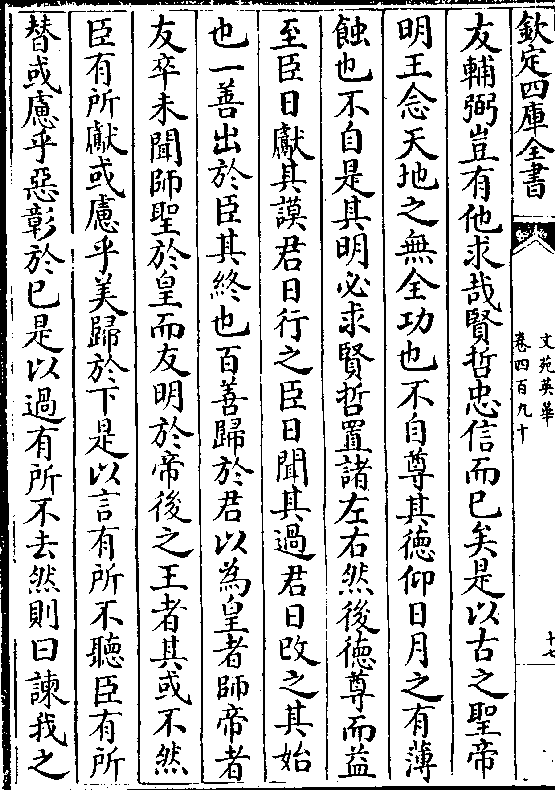 欽定四庫全書
文苑英華
卷四百九十
十七
友輔弼豈有他求哉賢哲忠信而已矣是以古之聖帝
明王念天地之無全功也不自尊其徳仰日月之有薄
蝕也不自是其明必求賢哲置諸左右然後徳尊而益
至臣日獻其謨君日行之臣日聞其過君日改之其始
也一善出於臣其終也百善歸於君以為皇者師帝者
友卒未聞師聖於皇而友明於帝後之王者其或不然
臣有所獻或慮乎美歸於下是以言有所不聽臣有所
替或慮乎惡彰於已是以過有所不去然則曰諫我之